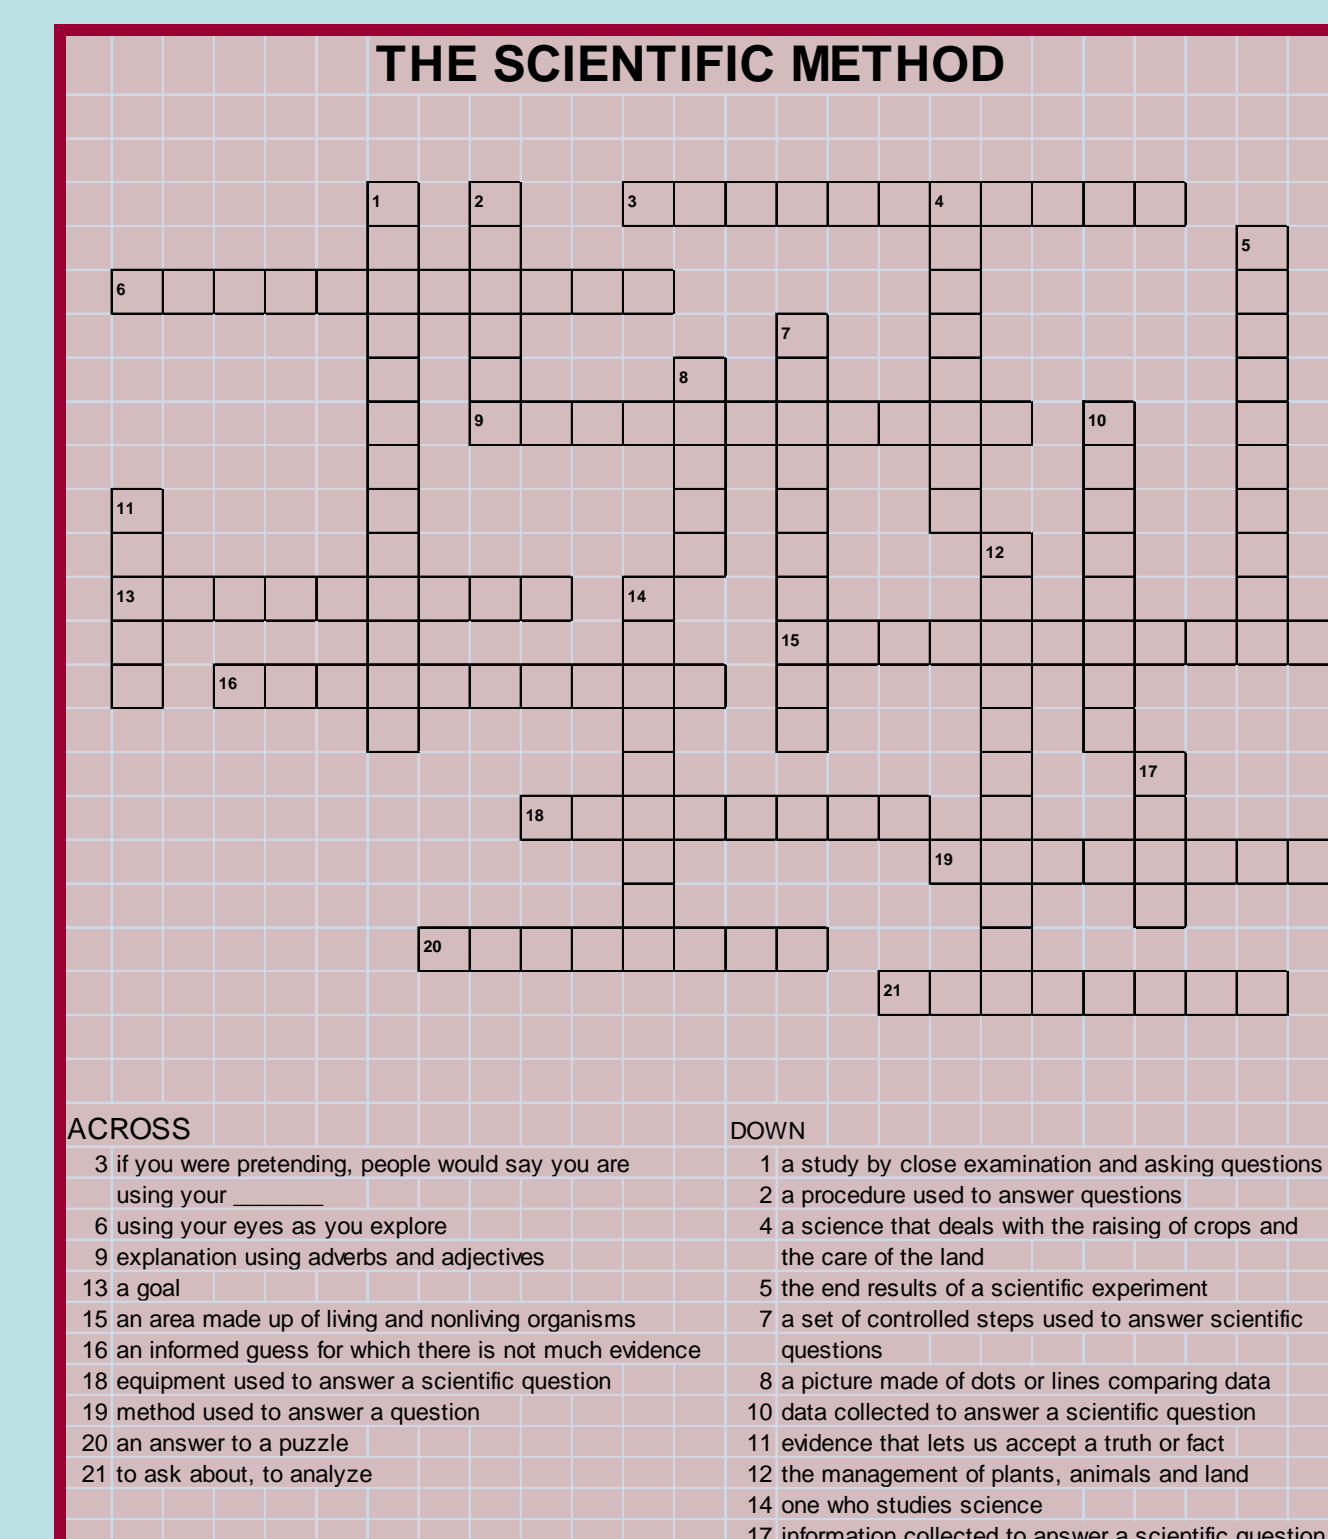 THE SCIENTIFIC METHOD
1 2 3 4
5
6
7
8
9 10
11
12
13 14
15
16
17
18
19
20
21
ACROSS
3 if you were pretending, people would say you are
using your _______
6 using your eyes as you explore
9 explanation using adverbs and adjectives
13 a goal
15 an area made up of living and nonliving organisms
16 an informed guess for which there is not much evidence
18 equipment used to answer a scientific question
19 method used to answer a question
20 an answer to a puzzle
21 to ask about, to analyze
DOWN
1 a study by close examination and asking questions
2 a procedure used to answer questions
4 a science that deals with the raising of crops and
the care of the land
5 the end results of a scientific experiment
7 a set of controlled steps used to answer scientific
questions
8 a picture made of dots or lines comparing data
10 data collected to answer a scientific question
11 evidence that lets us accept a truth or fact
12 the management of plants, animals and land
14 one who studies science
17 information collected to answer a scientific question